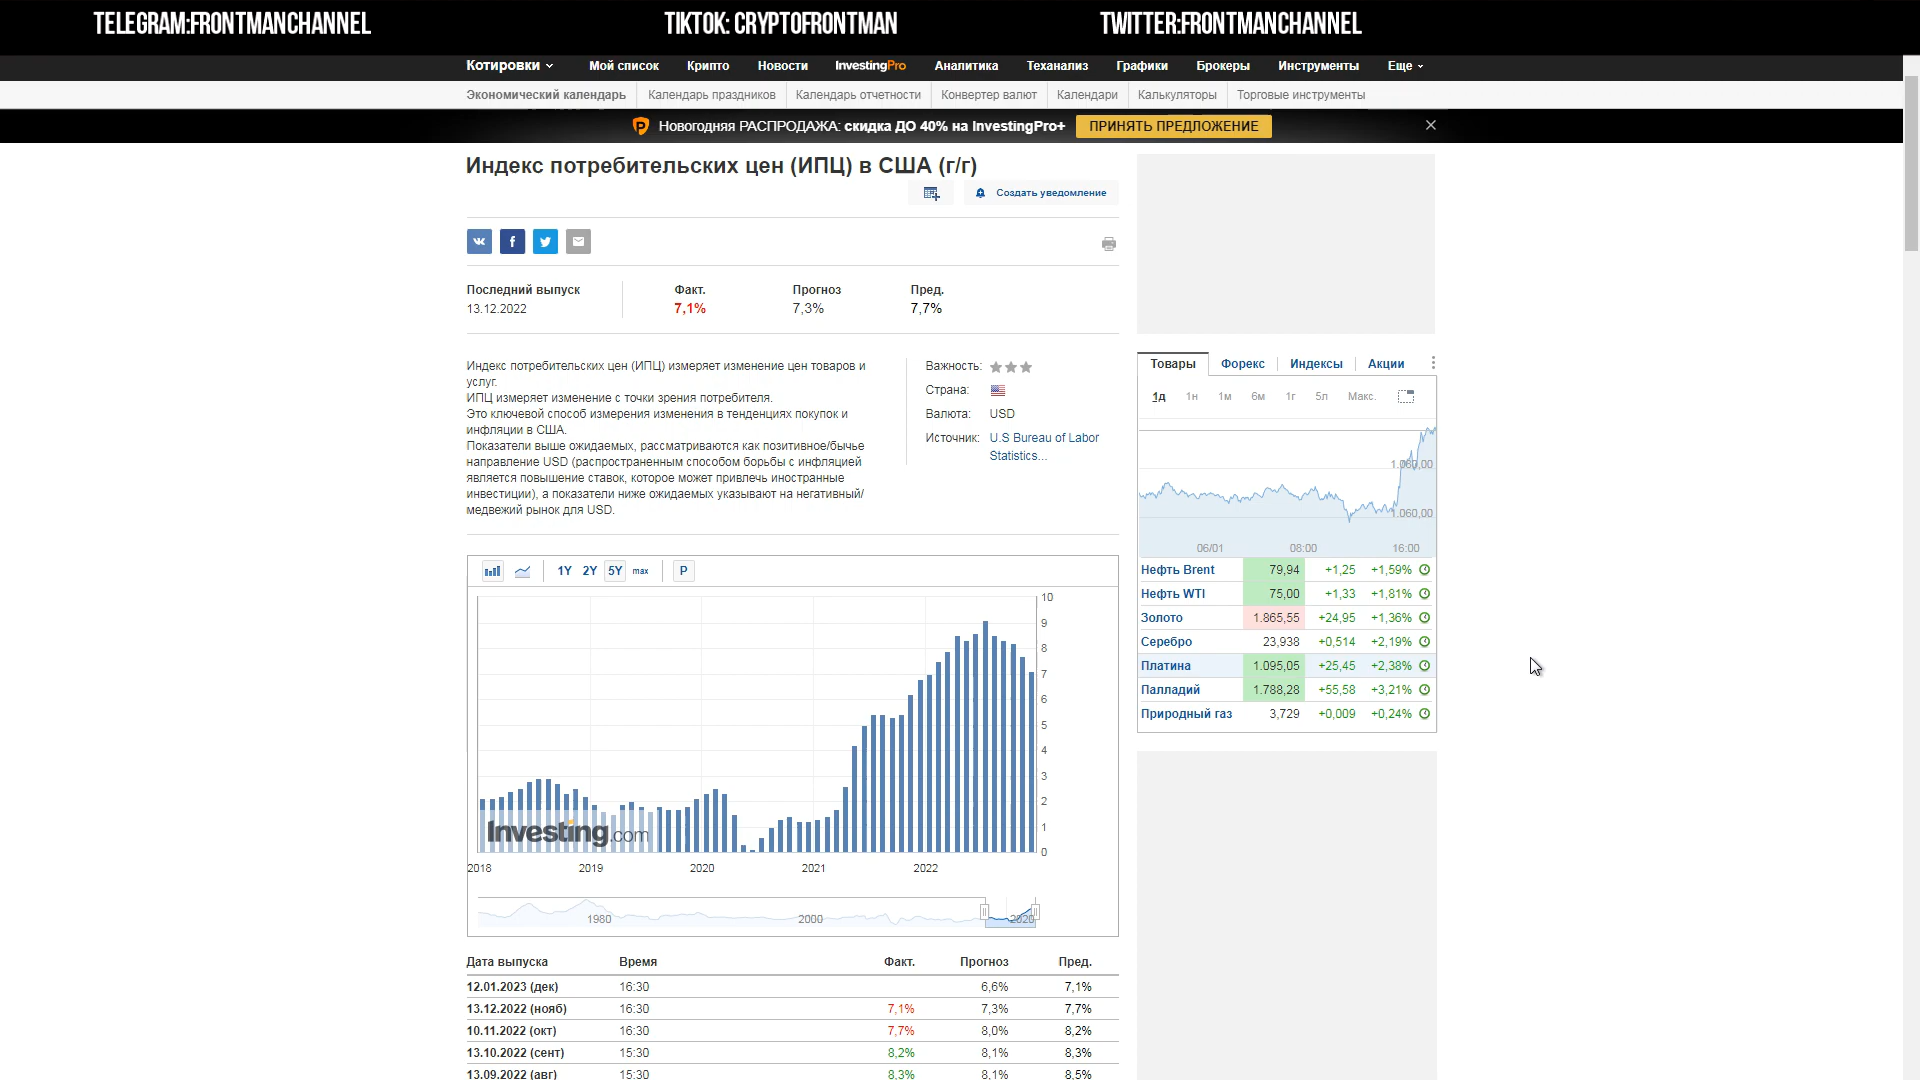 TELEGRAM:FRONTMANCHANNEL TIKTOK: CRYPTOFRONTMAN TWITTER:FRONTMANCHANNEL
Котировки Мой список Крипто Новости InvestingPro Аналитика Теханализ Графики Брокеры Инструменты Еще
Экономический календарь Календарь праздников Календарь отчетности Конвертер валют Календари Калькуляторы Торговые инструменты
Новогодняя РАСПРОДАЖА: скидка ДО 40% на InvestingPro+ ПРИНЯТЬ ПРЕДЛОЖЕНИЕ
Индекс потребительских цен (ИПЦ) в США (г/г)
Создать уведомление
Последний выпуск Факт. Прогноз Пред.
13.12.2022 7,1% 7,3% 7,7%
Индекс потребительских цен (ИПЦ) измеряет изменение цен товаров и
услуг.
ИПЦ измеряет изменение с точки зрения потребителя.
Это ключевой способ измерения изменения в тенденциях покупок и
инфляции в США.
Показатели выше ожидаемых, рассматриваются как позитивное/бычье
направление USD (распространенным способом борьбы с инфляцией
является повышение ставок, которое может привлечь иностранные
инвестиции), а показатели ниже ожидаемых указывают на негативный/
медвежий рынок для USD.
Важность:
Страна:
Валюта: USD
Источник: U.S Bureau of Labor
Statistics...
Товары Форекс Индексы Акции
1д 1н 1м 6м 1г 5л Макс.
1.080,00
1.060,00
06/01 08:00 16:00
Нефть Brent 79,94 +1,25 +1,59%
Нефть WTI 75,00 +1,33 +1,81%
Золото 1.865,55 +24,95 +1,36%
Серебро 23,938 +0,514 +2,19%
Платина 1.095,05 +25,45 +2,38%
Палладий 1.788,28 +55,58 +3,21%
Природный газ 3,729 +0,009 +0,24%
1Y 2Y 5Y max P
10
9
8
7
6
5
4
3
2
1
0
Investing.com
2018 2019 2020 2021 2022
1980 2000 2020
Дата выпуска Время Факт. Прогноз Пред.
12.01.2023 (дек) 16:30 6,6% 7,1%
13.12.2022 (нояб) 16:30 7,1% 7,3% 7,7%
10.11.2022 (окт) 16:30 7,7% 8,0% 8,2%
13.10.2022 (сент) 15:30 8,2% 8,1% 8,3%
13.09.2022 (авг) 15:30 8,3% 8,1% 8,5%